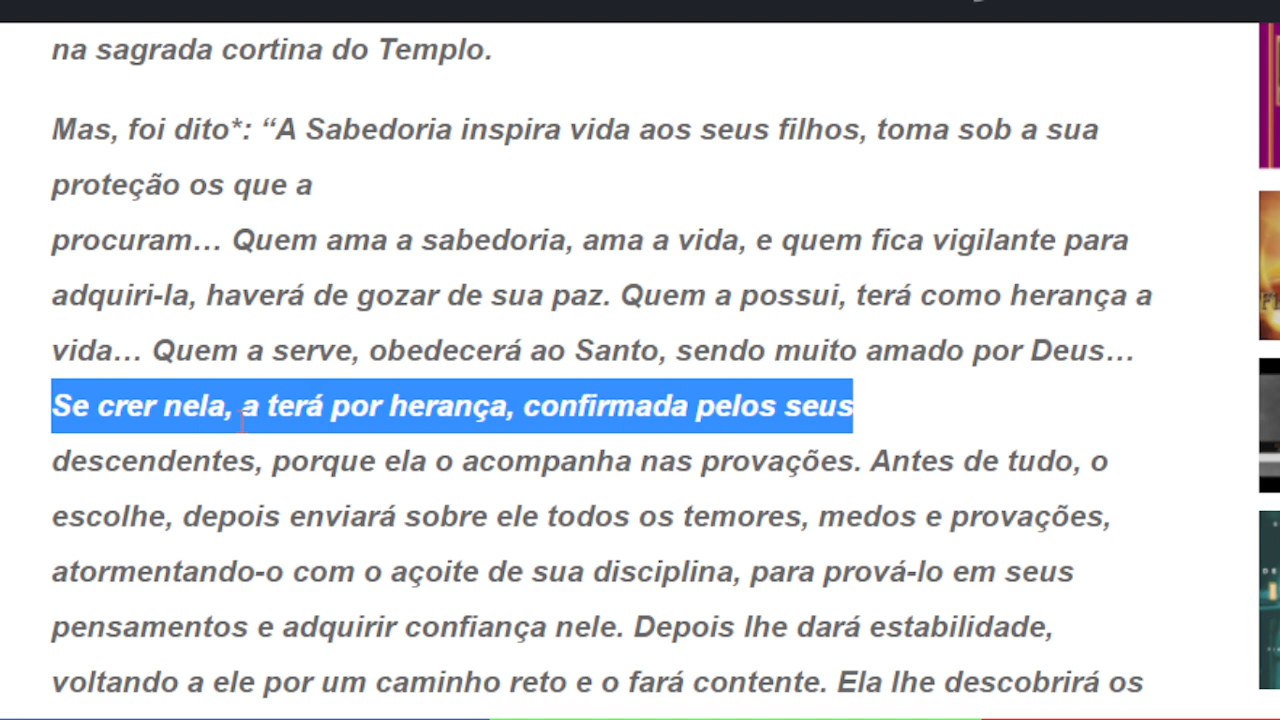 na sagrada cortina do Templo.
Mas, foi dito*: “A Sabedoria inspira vida aos seus filhos, toma sob a sua
proteção os que a
procuram… Quem ama a sabedoria, ama a vida, e quem fica vigilante para
adquiri-la, haverá de gozar de sua paz. Quem a possui, terá como herança a
vida… Quem a serve, obedecerá ao Santo, sendo muito amado por Deus…
Se crer nela, a terá por herança, confirmada pelos seus
descendentes, porque ela o acompanha nas provações. Antes de tudo, o
escolhe, depois enviará sobre ele todos os temores, medos e provações,
atormentando-o com o açoite de sua disciplina, para prová-lo em seus
pensamentos e adquirir confiança nele. Depois lhe dará estabilidade,
voltando a ele por um caminho reto e o fará contente. Ela lhe descobrirá os